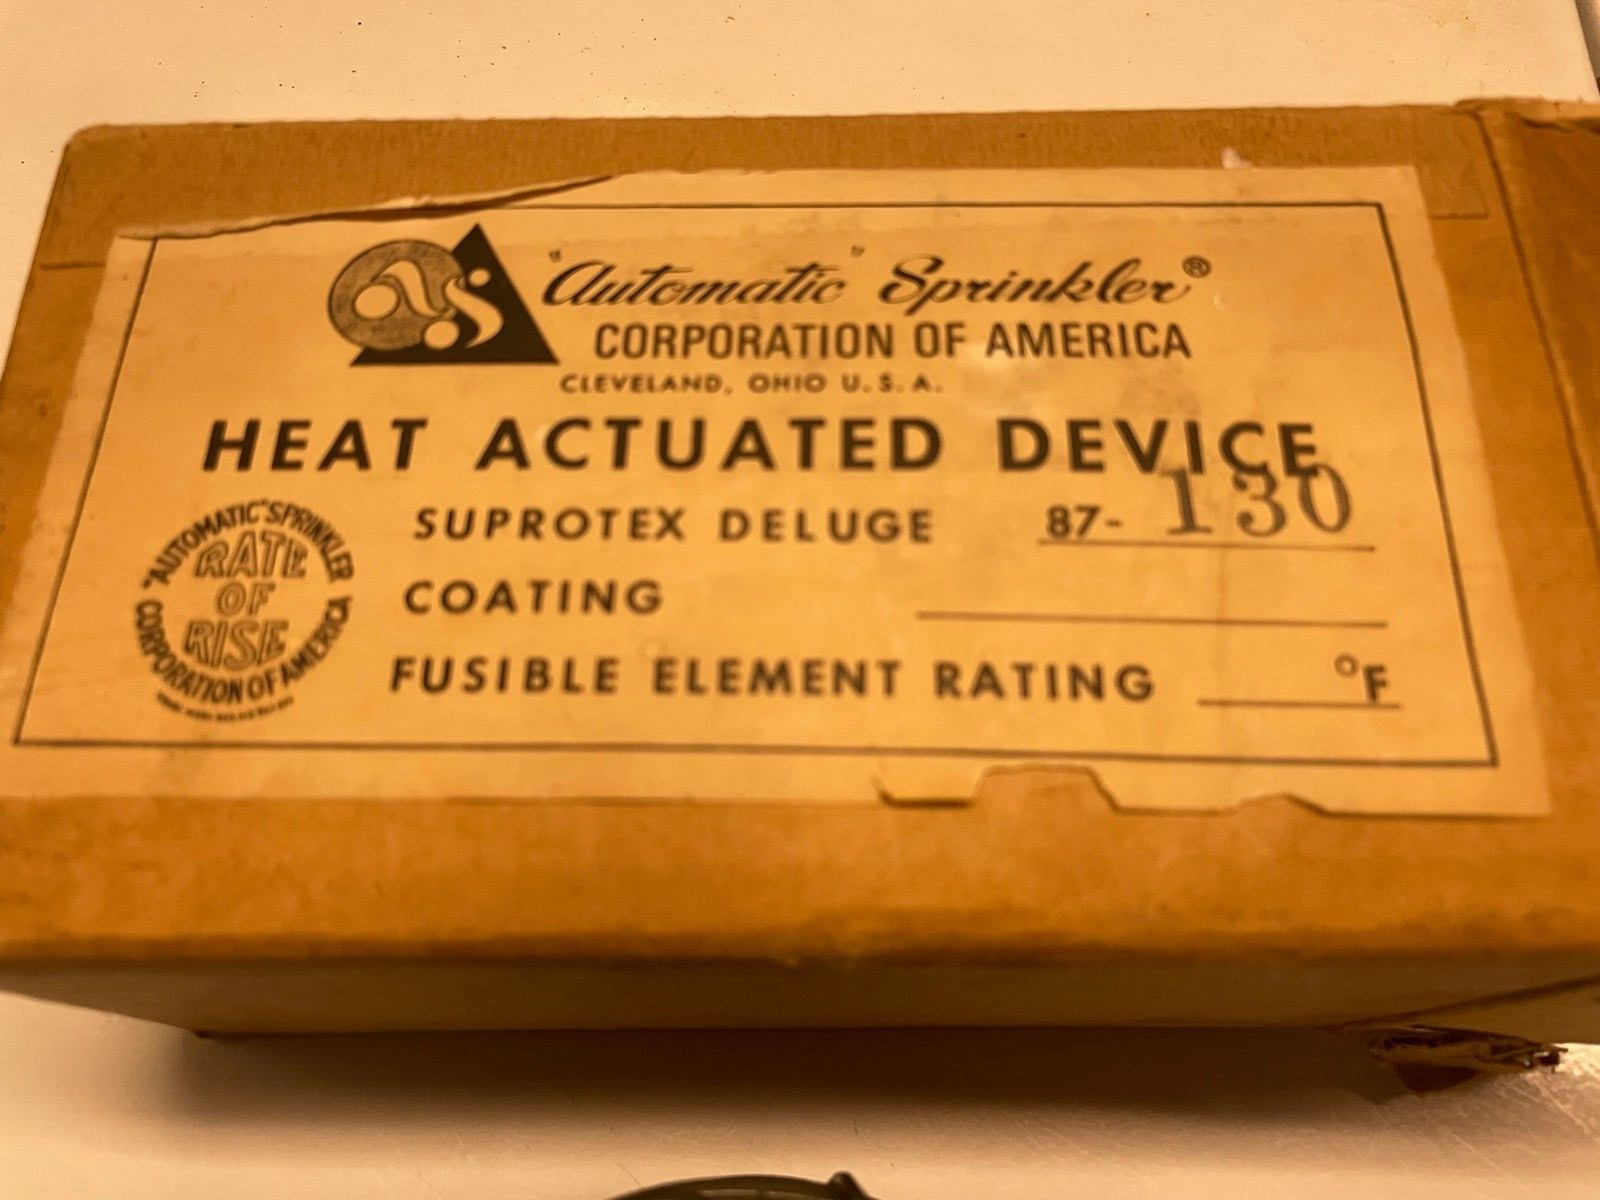 AS
"Automatic" Sprinkler®
CORPORATION OF AMERICA
CLEVELAND, OHIO U.S.A.
HEAT ACTUATED DEVICE
SUPROTEX DELUGE 87-130
COATING
FUSIBLE ELEMENT RATING °F
"AUTOMATIC" SPRINKLER
RATE
OF
RISE
CORPORATION OF AMERICA